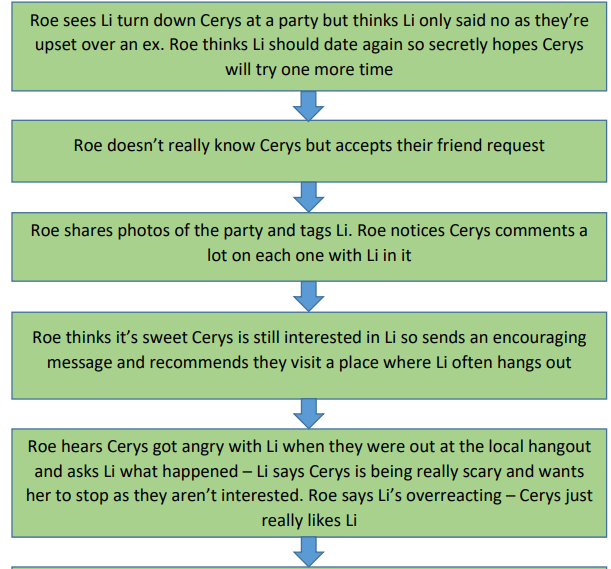 Roe sees Li turn down Cerys at a party but thinks Li only said no as they’re
upset over an ex. Roe thinks Li should date again so secretly hopes Cerys
will try one more time
Roe doesn’t really know Cerys but accepts their friend request
Roe shares photos of the party and tags Li. Roe notices Cerys comments a
lot on each one with Li in it
Roe thinks it’s sweet Cerys is still interested in Li so sends an encouraging
message and recommends they visit a place where Li often hangs out
Roe hears Cerys got angry with Li when they were out at the local hangout
and asks Li what happened – Li says Cerys is being really scary and wants
her to stop as they aren’t interested. Roe says Li’s overreacting – Cerys just
really likes Li